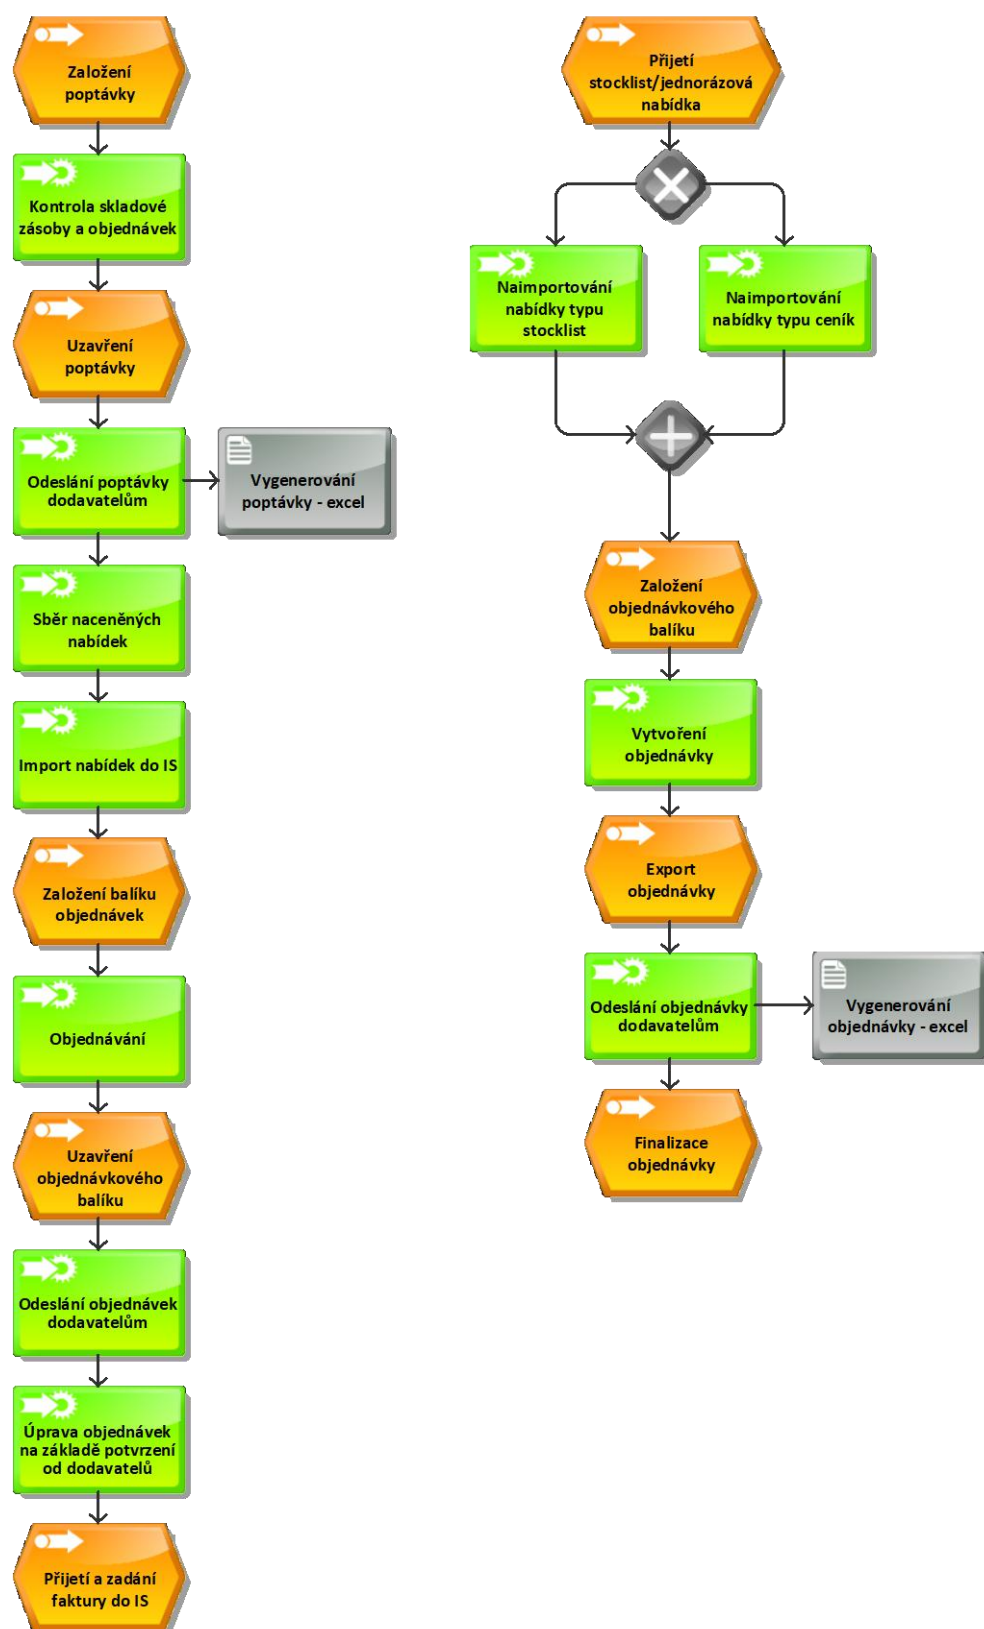 Založení
poptávky
Kontrola skladové
zásoby a objednávek
Uzavření
poptávky
Odeslání poptávky
dodavatelům
Vygenerování
poptávky - excel
Sběr naceněných
nabídek
Import nabídek do IS
Založení balíku
objednávek
Objednávání
Uzavření
objednávkového
balíku
Odeslání objednávek
dodavatelům
Úprava objednávek
na základě potvrzení
od dodavatelů
Přijetí a zadání
faktury do IS
Přijetí
stocklist/jednorázová
nabídka
Naimportování
nabídky typu
stocklist
Naimportování
nabídky typu ceník
Založení
objednávkového
balíku
Vytvoření
objednávky
Export
objednávky
Odeslání objednávky
dodavatelům
Vygenerování
objednávky - excel
Finalizace
objednávky